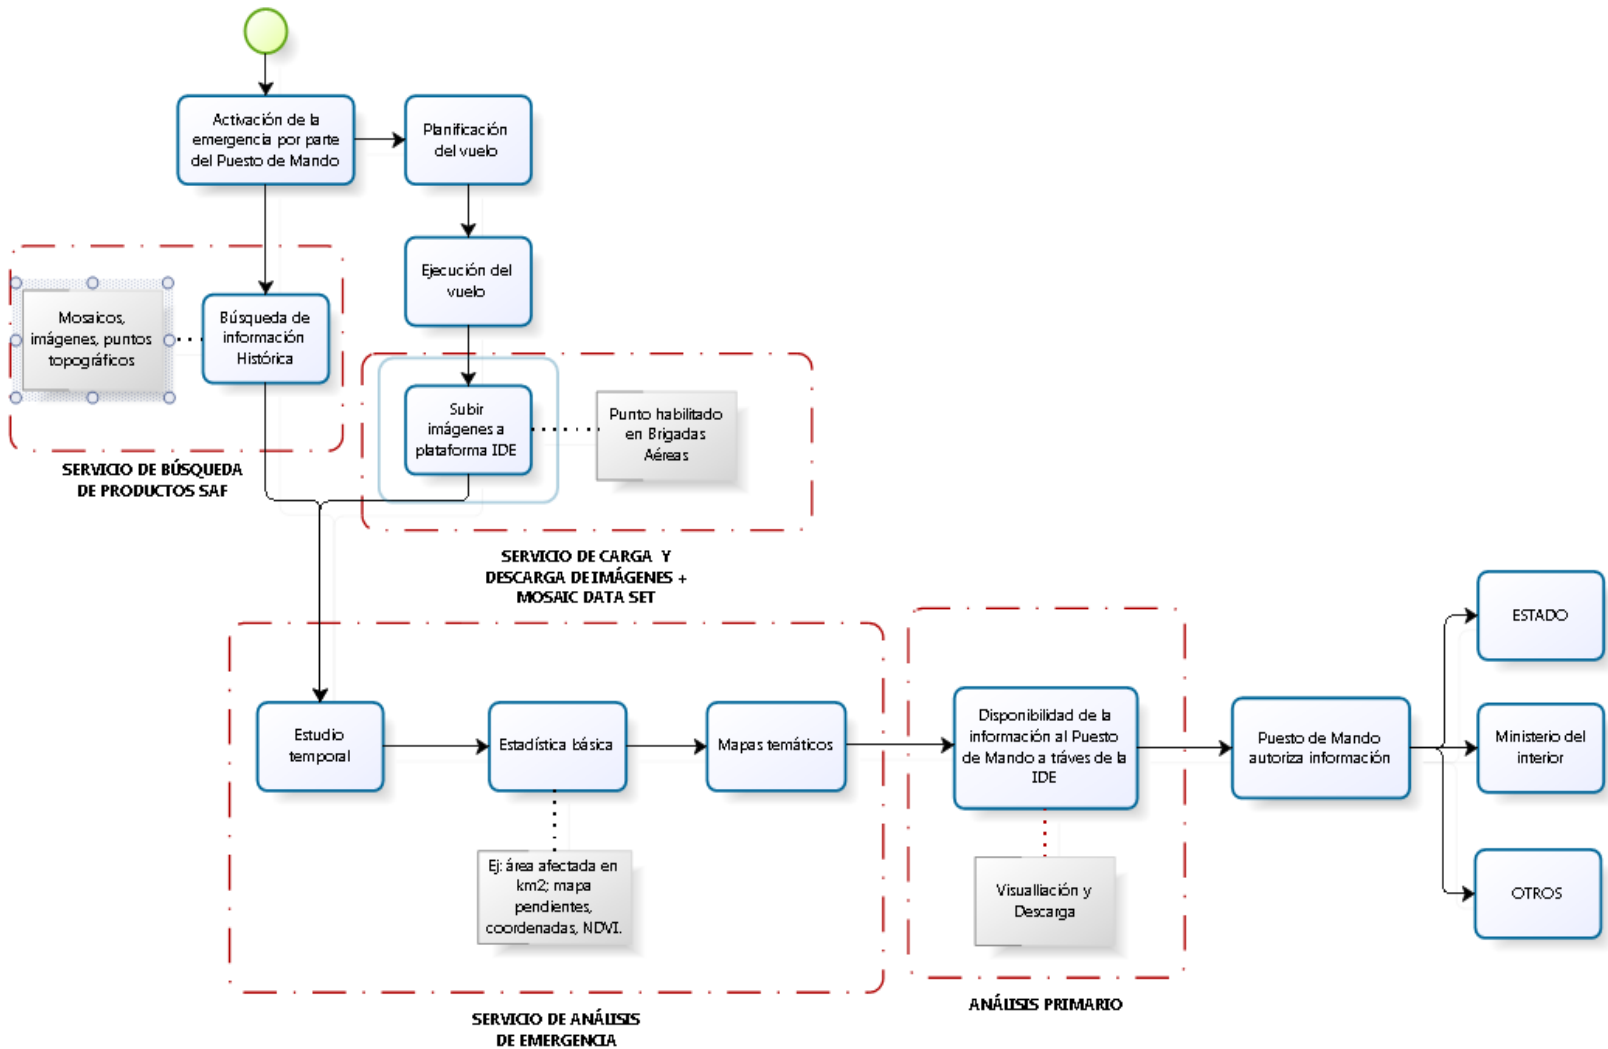 Activación de la
emergencia por parte
del Puesto de Mando
Planificación
del vuelo
Ejecución del
vuelo
Mosaicos,
imágenes, puntos
topográficos
Búsqueda de
información
Histórica
SERVICIO DE BÚSQUEDA
DE PRODUCTOS SAF
Subir
imágenes a
plataforma IDE
Punto habilitado
en Brigadas
Aéreas
SERVICIO DE CARGA Y
DESCARGA DE IMÁGENES +
MOSAIC DATA SET
Estudio
temporal
Estadística básica
Mapas temáticos
Ej: área afectada en
km2; mapa
pendientes,
coordenadas, NDVI.
SERVICIO DE ANÁLISIS
DE EMERGENCIA
Disponibilidad de la
información al Puesto
de Mando a tráves de la
IDE
Visualliación y
Descarga
ANÁLISIS PRIMARIO
Puesto de Mando
autoriza información
ESTADO
Ministerio del
interior
OTROS